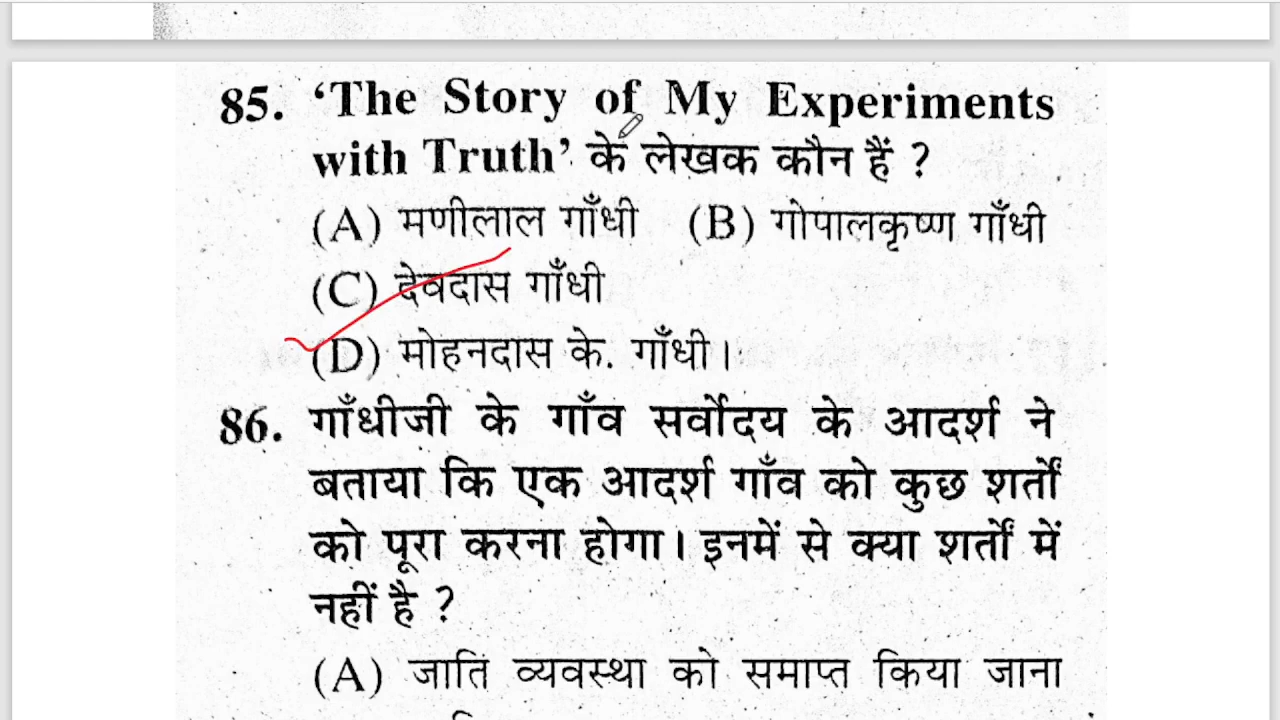 85. ‘The Story of My Experiments
with Truth’ के लेखक कौन हैं ?
(A) मणीलाल गाँधी (B) गोपालकृष्ण गाँधी
(C) देवदास गाँधी
(D) मोहनदास के. गाँधी।
86. गाँधीजी के गाँव सर्वोदय के आदर्श ने
बताया कि एक आदर्श गाँव को कुछ शर्तों
को पूरा करना होगा। इनमें से क्या शर्तों में
नहीं है ?
(A) जाति व्यवस्था को समाप्त किया जाना